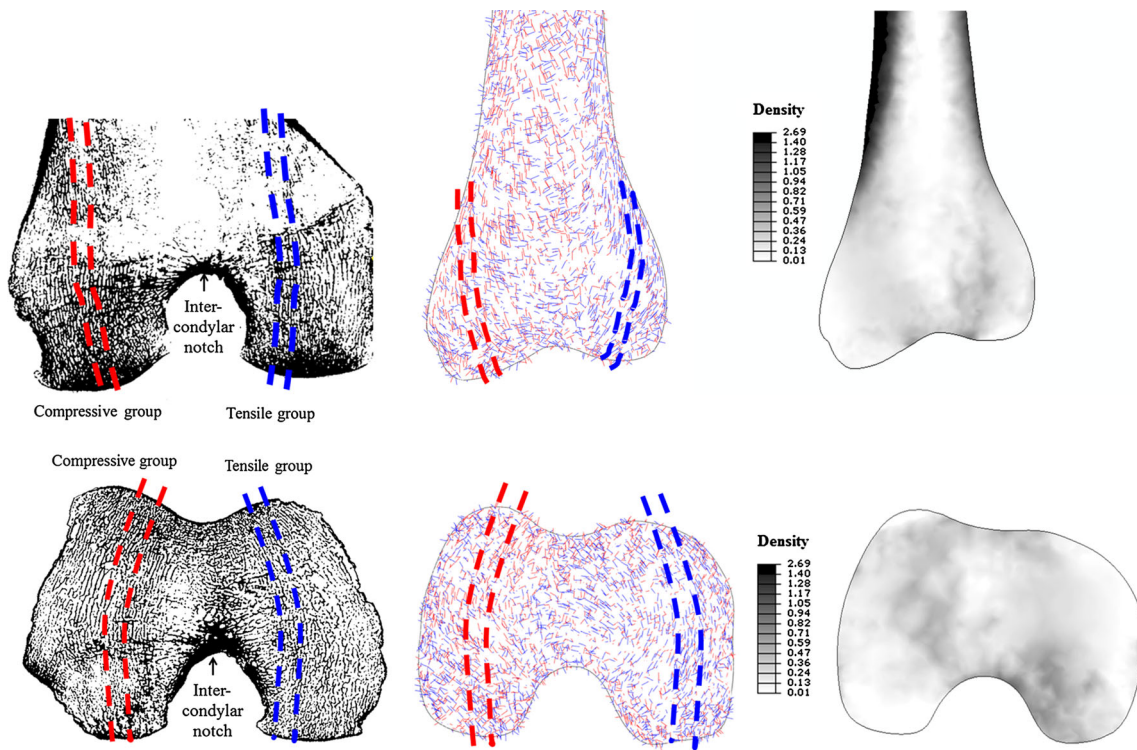 Inter-
condylar
notch
Compressive group
Tensile group
Density
2.69
1.40
1.28
1.17
1.05
0.94
0.82
0.71
0.59
0.47
0.36
0.24
0.13
0.01
Compressive group
Tensile group
Inter-
condylar
notch
Density
2.69
1.40
1.28
1.17
1.05
0.94
0.82
0.71
0.59
0.47
0.36
0.24
0.13
0.01